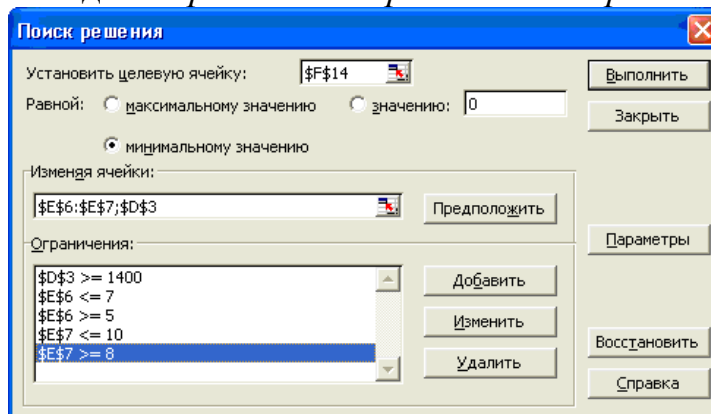 Поиск решения
Установить целевую ячейку: $F$14 Выполнить
Равной: максимальному значению значению: 0 Закрыть
минимальному значению
Изменяя ячейки:
$E$6:$E$7;$D$3 Предположить
Ограничения: Параметры
$D$3 >= 1400 Добавить
$E$6 <= 7
$E$6 >= 5 Изменить
$E$7 <= 10
$E$7 >= 8 Удалить Восстановить
Справка